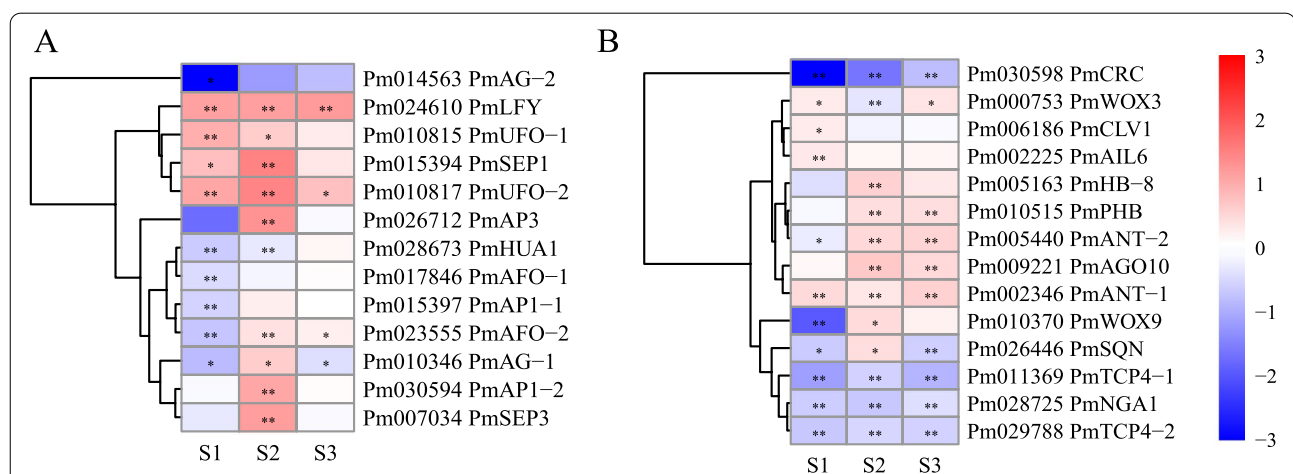 A
B
* Pm014563 PmAG−2
** ** ** Pm024610 PmLFY
** * Pm010815 PmUFO−1
* ** Pm015394 PmSEP1
** ** * Pm010817 PmUFO−2
** Pm026712 PmAP3
** ** Pm028673 PmHUA1
** Pm017846 PmAFO−1
** Pm015397 PmAP1−1
** ** * Pm023555 PmAFO−2
* * * Pm010346 PmAG−1
** Pm030594 PmAP1−2
** Pm007034 PmSEP3
S1 S2 S3
** ** ** Pm030598 PmCRC
* ** * Pm000753 PmWOX3
* Pm006186 PmCLV1
** Pm002225 PmAIL6
** Pm005163 PmHB−8
** ** Pm010515 PmPHB
* ** ** Pm005440 PmANT−2
** ** Pm009221 PmAGO10
** ** ** Pm002346 PmANT−1
** * Pm010370 PmWOX9
* * ** Pm026446 PmSQN
** ** ** Pm011369 PmTCP4−1
** ** ** Pm028725 PmNGA1
** ** ** Pm029788 PmTCP4−2
S1 S2 S3
3
2
1
0
−1
−2
−3